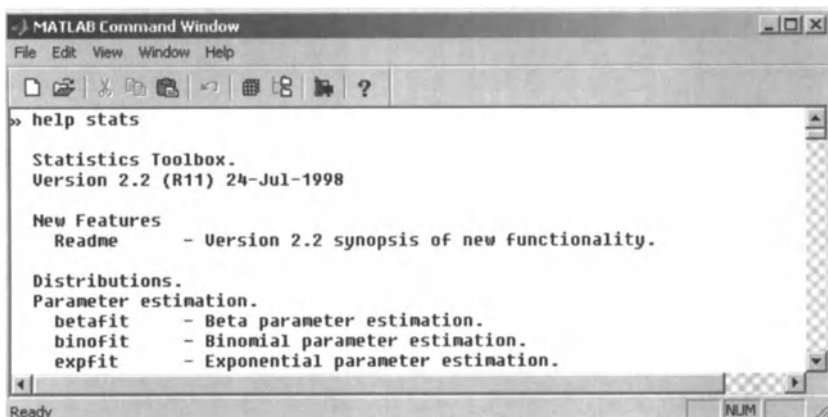 MATLAB Command Window
File Edit View Window Help
?
» help stats
Statistics Toolbox.
Version 2.2 (R11) 24-Jul-1998
New Features
Readme - Version 2.2 synopsis of new functionality.
Distributions.
Parameter estimation.
betafit - Beta parameter estimation.
binofit - Binomial parameter estimation.
expfit - Exponential parameter estimation.
Ready NUM